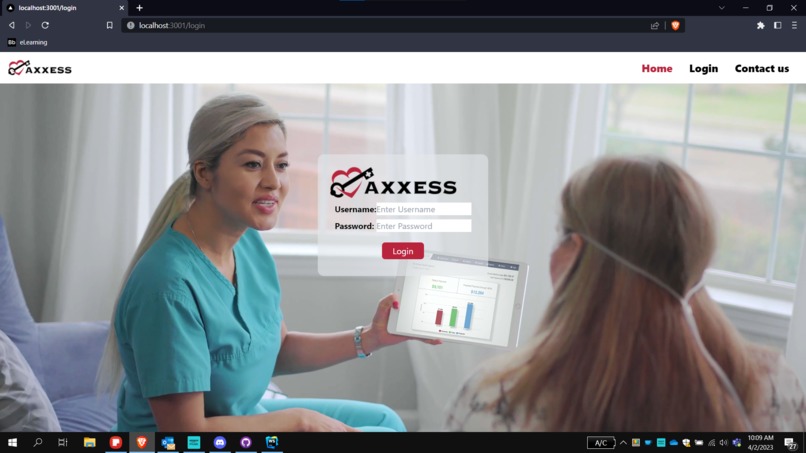 localhost:3001/login
localhost:3001/login
Bb eLearning
AXXESS
Home Login Contact us
AXXESS
Username: Enter Username
Password: Enter Password
Login
A/C
10:09 AM
4/2/2023
27